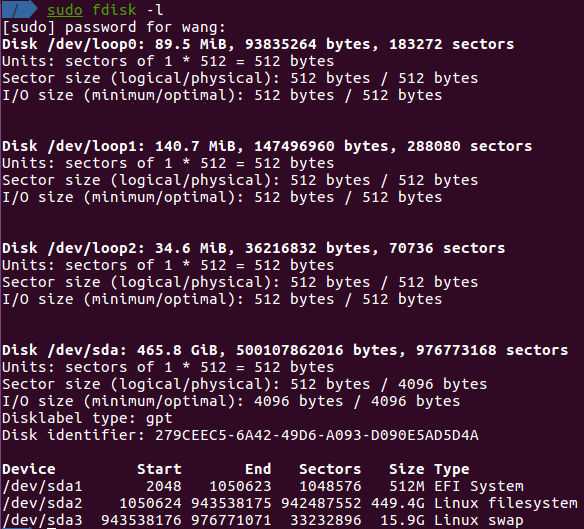 / sudo fdisk -l
[sudo] password for wang:
Disk /dev/loop0: 89.5 MiB, 93835264 bytes, 183272 sectors
Units: sectors of 1 * 512 = 512 bytes
Sector size (logical/physical): 512 bytes / 512 bytes
I/O size (minimum/optimal): 512 bytes / 512 bytes
Disk /dev/loop1: 140.7 MiB, 147496960 bytes, 288080 sectors
Units: sectors of 1 * 512 = 512 bytes
Sector size (logical/physical): 512 bytes / 512 bytes
I/O size (minimum/optimal): 512 bytes / 512 bytes
Disk /dev/loop2: 34.6 MiB, 36216832 bytes, 70736 sectors
Units: sectors of 1 * 512 = 512 bytes
Sector size (logical/physical): 512 bytes / 512 bytes
I/O size (minimum/optimal): 512 bytes / 512 bytes
Disk /dev/sda: 465.8 GiB, 500107862016 bytes, 976773168 sectors
Units: sectors of 1 * 512 = 512 bytes
Sector size (logical/physical): 512 bytes / 4096 bytes
I/O size (minimum/optimal): 4096 bytes / 4096 bytes
Disklabel type: gpt
Disk identifier: 279CEEC5-6A42-49D6-A093-D090E5AD5D4A
Device Start End Sectors Size Type
/dev/sda1 2048 1050623 1048576 512M EFI System
/dev/sda2 1050624 943538175 942487552 449.4G Linux filesystem
/dev/sda3 943538176 976771071 33232896 15.9G Linux swap